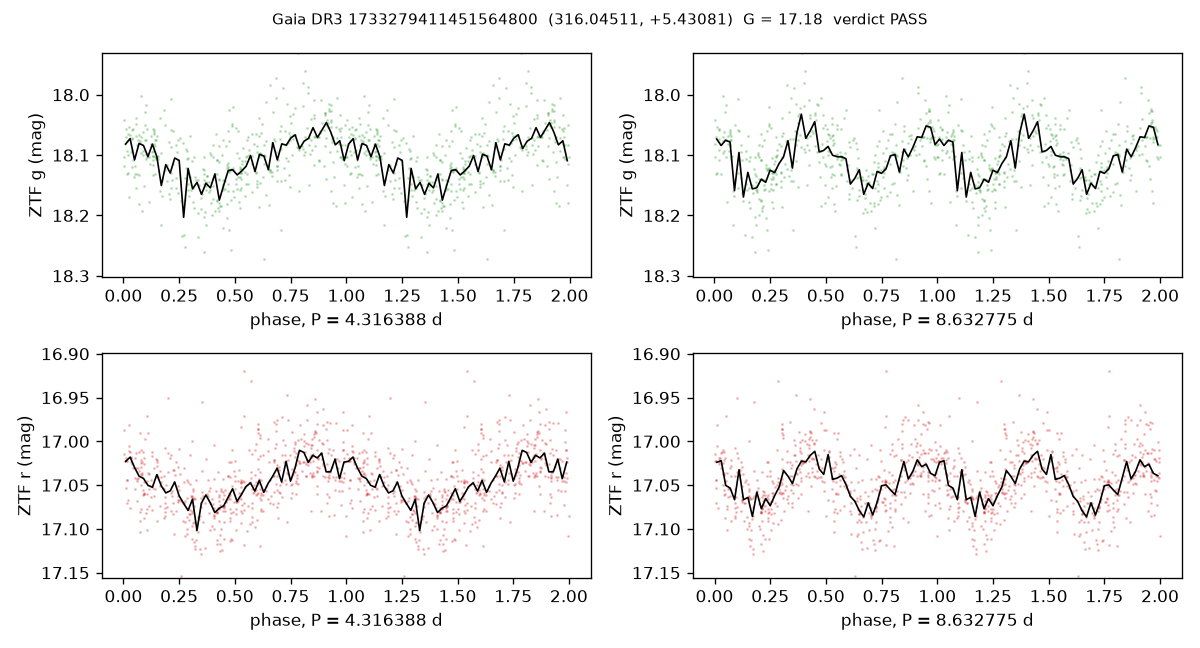 Gaia DR3 1733279411451564800 (316.04511, +5.43081) G = 17.18 verdict PASS
ZTF g (mag)
18.0
18.1
18.2
18.3
0.00 0.25 0.50 0.75 1.00 1.25 1.50 1.75 2.00
phase, P = 4.316388 d
ZTF g (mag)
18.0
18.1
18.2
18.3
0.00 0.25 0.50 0.75 1.00 1.25 1.50 1.75 2.00
phase, P = 8.632775 d
ZTF r (mag)
16.90
16.95
17.00
17.05
17.10
17.15
0.00 0.25 0.50 0.75 1.00 1.25 1.50 1.75 2.00
phase, P = 4.316388 d
ZTF r (mag)
16.90
16.95
17.00
17.05
17.10
17.15
0.00 0.25 0.50 0.75 1.00 1.25 1.50 1.75 2.00
phase, P = 8.632775 d